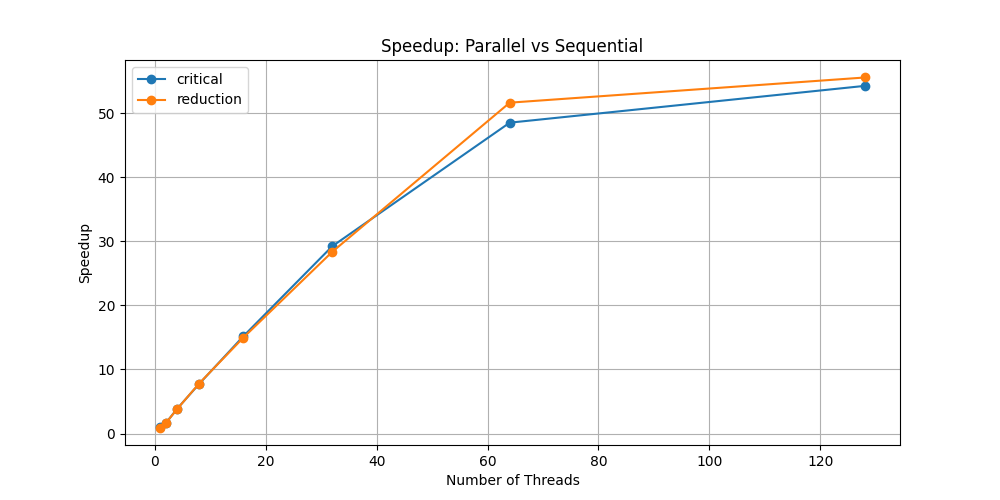 Speedup: Parallel vs Sequential
critical
reduction
Speedup
50
40
30
20
10
0
0 20 40 60 80 100 120
Number of Threads